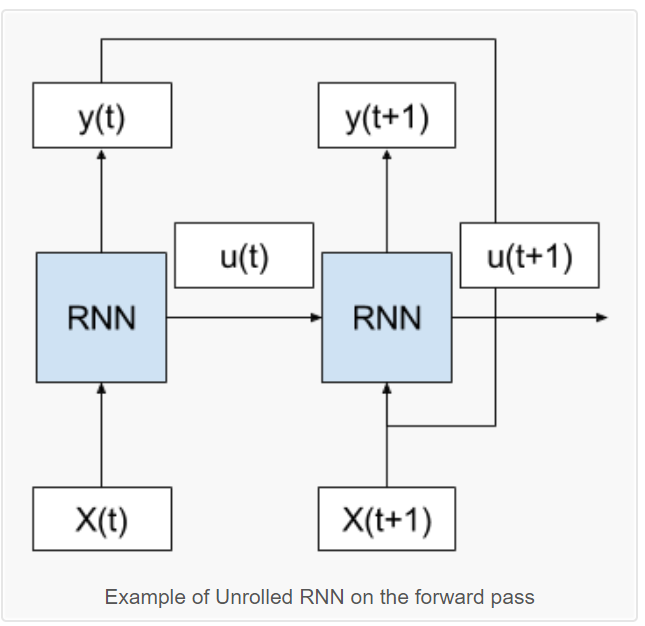 y(t)
y(t+1)
u(t)
u(t+1)
RNN
RNN
X(t)
X(t+1)
Example of Unrolled RNN on the forward pass